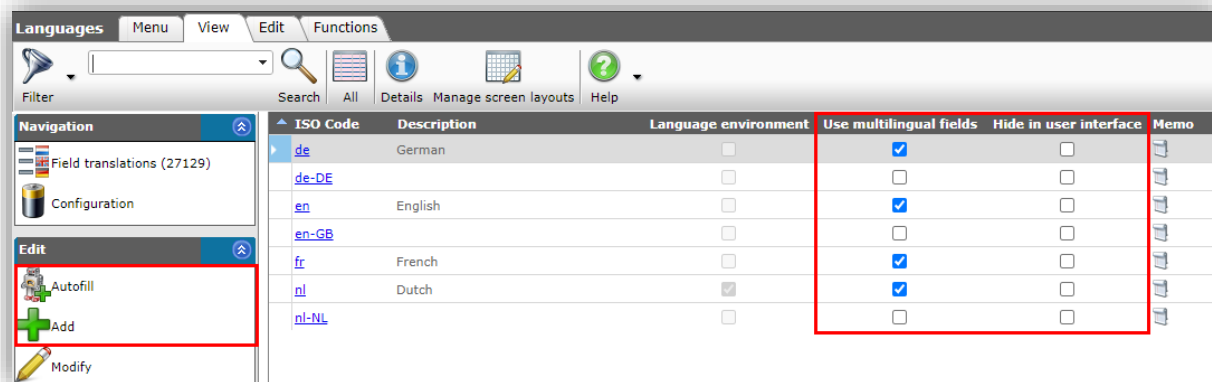 Languages Menu View Edit Functions
Filter Search All Details Manage screen layouts Help
Navigation
Field translations (27129)
Configuration
Edit
Autofill
Add
Modify
ISO Code Description Language environment Use multilingual fields Hide in user interface Memo
de German
de-DE
en English
en-GB
fr French
nl Dutch
nl-NL